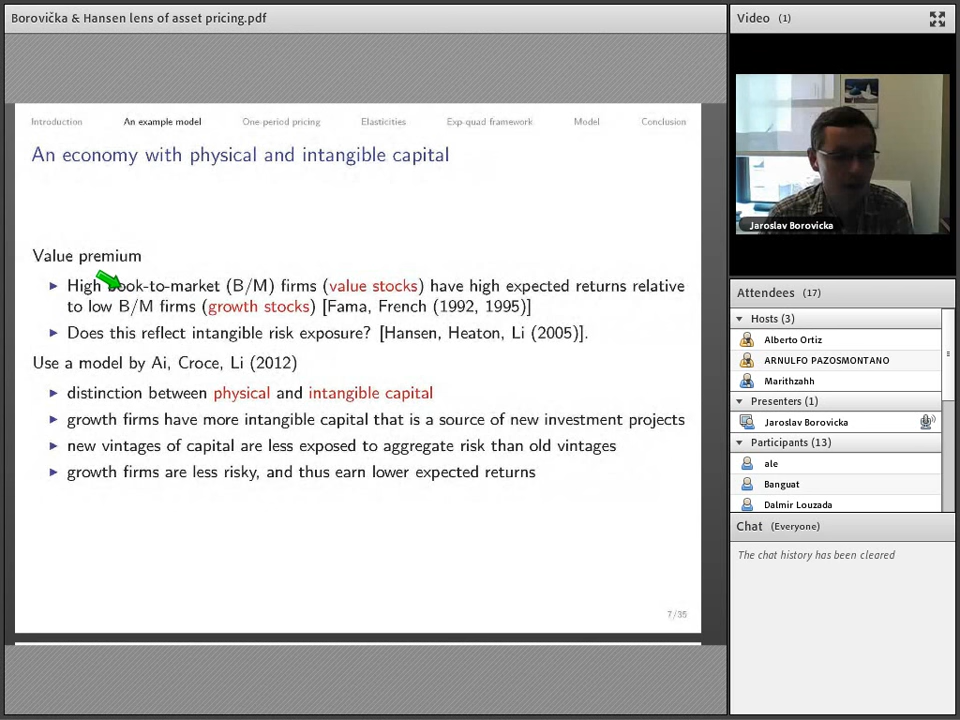 Borovička & Hansen lens of asset pricing.pdf
Introduction An example model One-period pricing Elasticities Exp-quad framework Model Conclusion
An economy with physical and intangible capital
Value premium
High book-to-market (B/M) firms (value stocks) have high expected returns relative
to low B/M firms (growth stocks) [Fama, French (1992, 1995)]
Does this reflect intangible risk exposure? [Hansen, Heaton, Li (2005)].
Use a model by Ai, Croce, Li (2012)
distinction between physical and intangible capital
growth firms have more intangible capital that is a source of new investment projects
new vintages of capital are less exposed to aggregate risk than old vintages
growth firms are less risky, and thus earn lower expected returns
7/35
Video (1)
Jaroslav Borovicka
Attendees (17)
Hosts (3)
Alberto Ortiz
ARNULFO PAZOSMONTANO
Marithzahh
Presenters (1)
Jaroslav Borovicka
Participants (13)
ale
Banguat
Dalmir Louzada
Chat (Everyone)
The chat history has been cleared